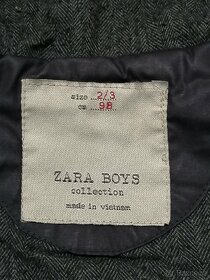 size 2/3
cm 98
ZARA BOYS
collection
made in vietnam